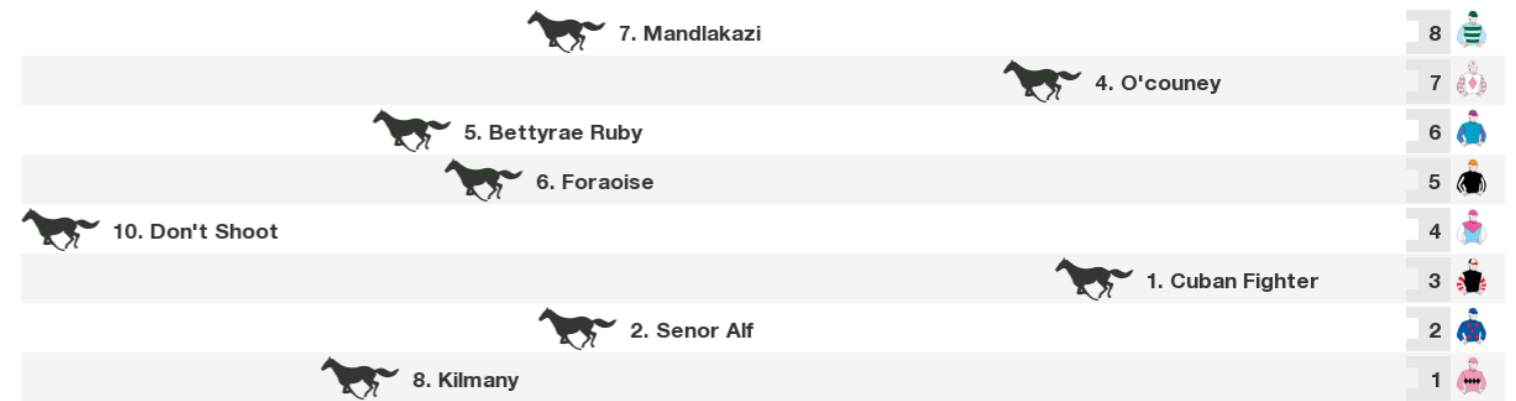 7. Mandlakazi 8
4. O'couney 7
5. Bettyrae Ruby 6
6. Foraoise 5
10. Don't Shoot 4
1. Cuban Fighter 3
2. Senor Alf 2
8. Kilmany 1